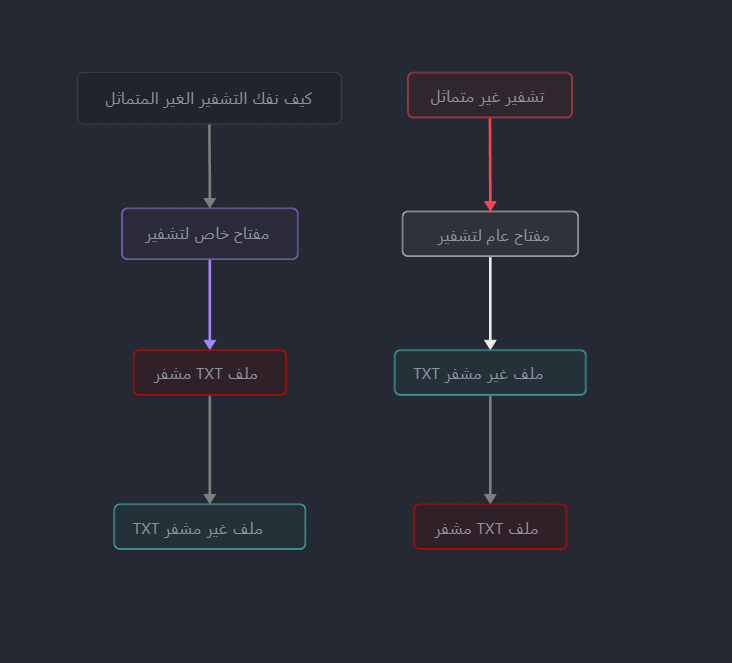 تشفير غير متماثل
مفتاح عام لتشفير
ملف غير مشفر TXT
ملف TXT مشفر
كيف نفك التشفير الغير المتماثل
مفتاح خاص لتشفير
ملف TXT مشفر
ملف غير مشفر TXT